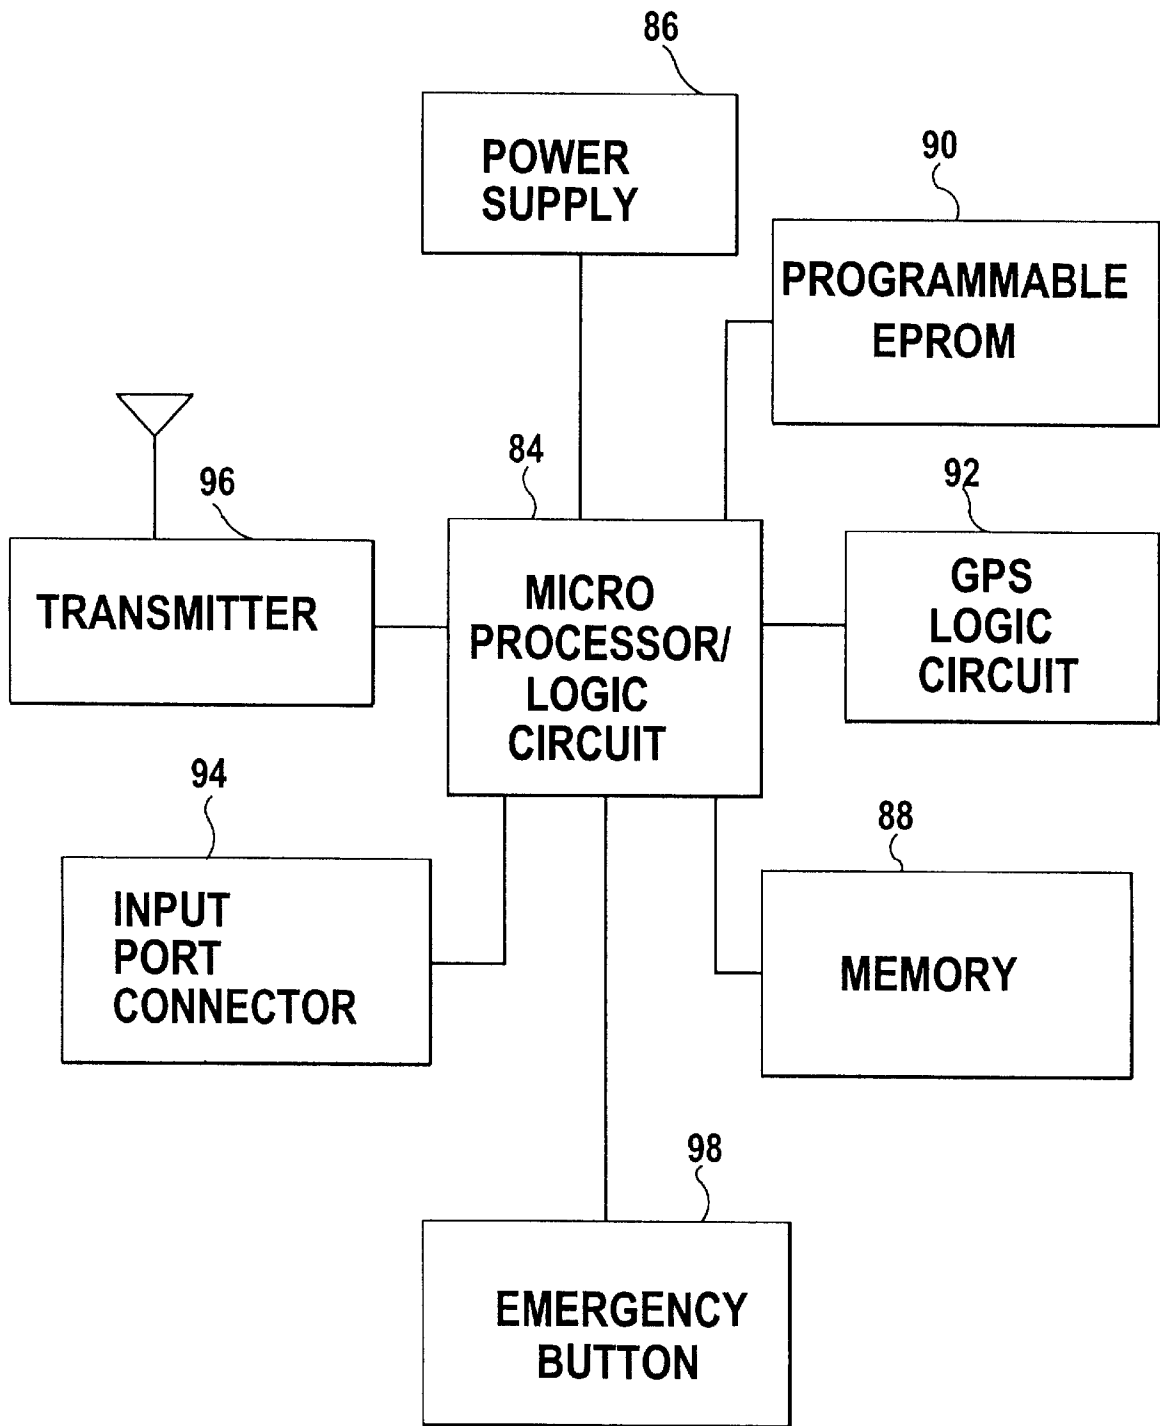 86
POWER
SUPPLY
90
PROGRAMMABLE
EPROM
84
96
92
TRANSMITTER
MICRO
PROCESSOR/
LOGIC
CIRCUIT
GPS
LOGIC
CIRCUIT
94
INPUT
PORT
CONNECTOR
88
MEMORY
98
EMERGENCY
BUTTON